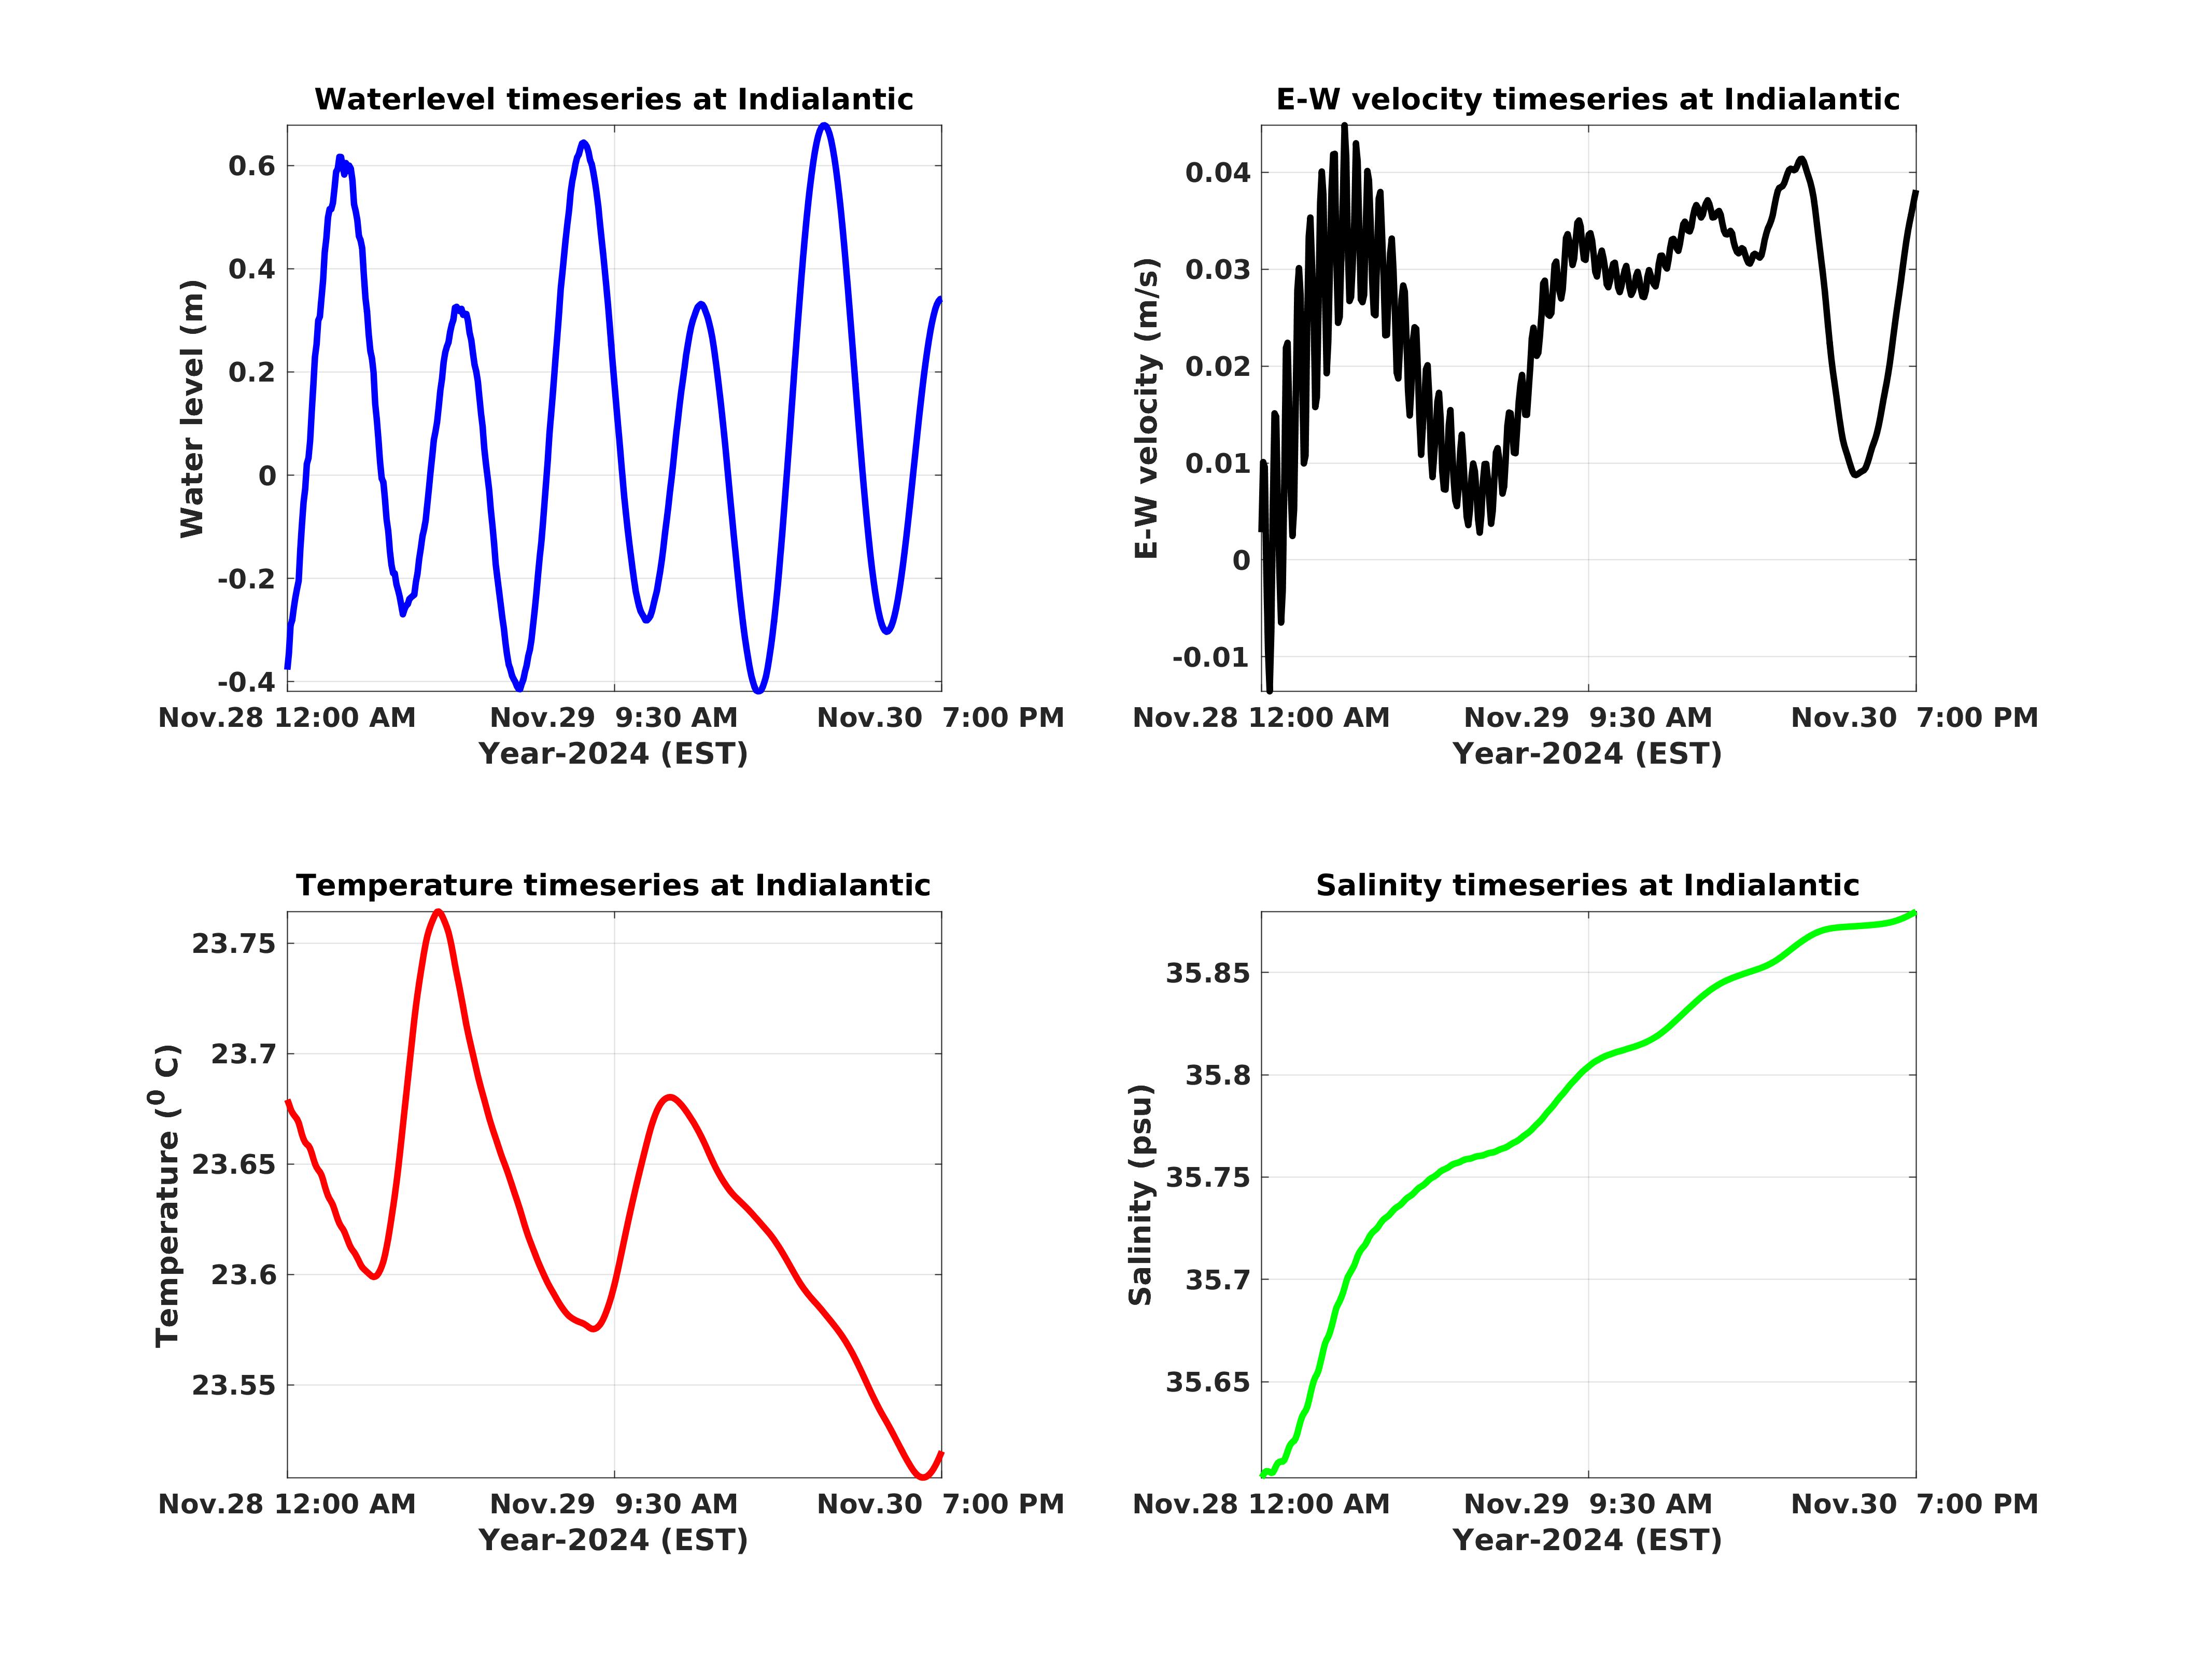 Waterlevel timeseries at Indialantic
Water level (m)
0.6
0.4
0.2
0
-0.2
-0.4
Nov.28 12:00 AM Nov.29 9:30 AM Nov.30 7:00 PM
Year-2024 (EST)
E-W velocity timeseries at Indialantic
E-W velocity (m/s)
0.04
0.03
0.02
0.01
0
-0.01
Nov.28 12:00 AM Nov.29 9:30 AM Nov.30 7:00 PM
Year-2024 (EST)
Temperature timeseries at Indialantic
Temperature (⁰ C)
23.75
23.7
23.65
23.6
23.55
Nov.28 12:00 AM Nov.29 9:30 AM Nov.30 7:00 PM
Year-2024 (EST)
Salinity timeseries at Indialantic
Salinity (psu)
35.85
35.8
35.75
35.7
35.65
Nov.28 12:00 AM Nov.29 9:30 AM Nov.30 7:00 PM
Year-2024 (EST)